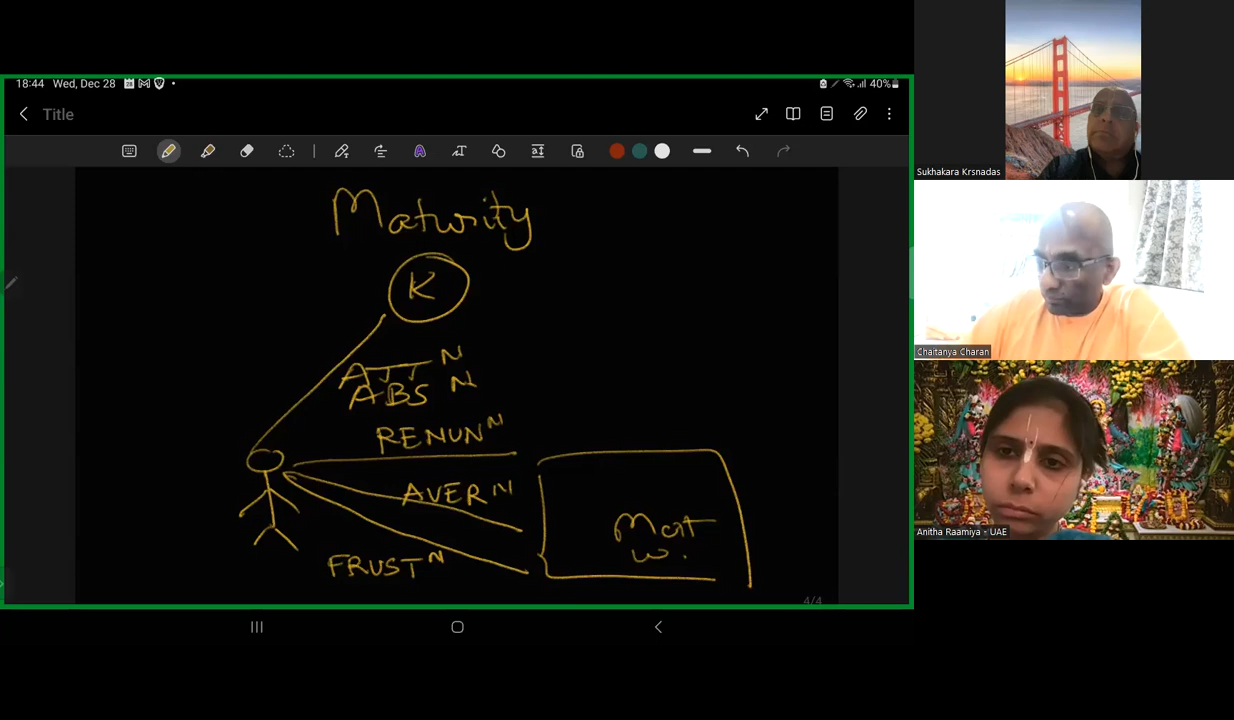 18:44 Wed, Dec 28
40%
Title
Maturity
K
ATT N
ABS N
RENUN N
AVER N
FRUST N
Mat
w.
4/4
Sukhakara Krsnadas
Chaitanya Charan
Anitha Raamiya - UAE